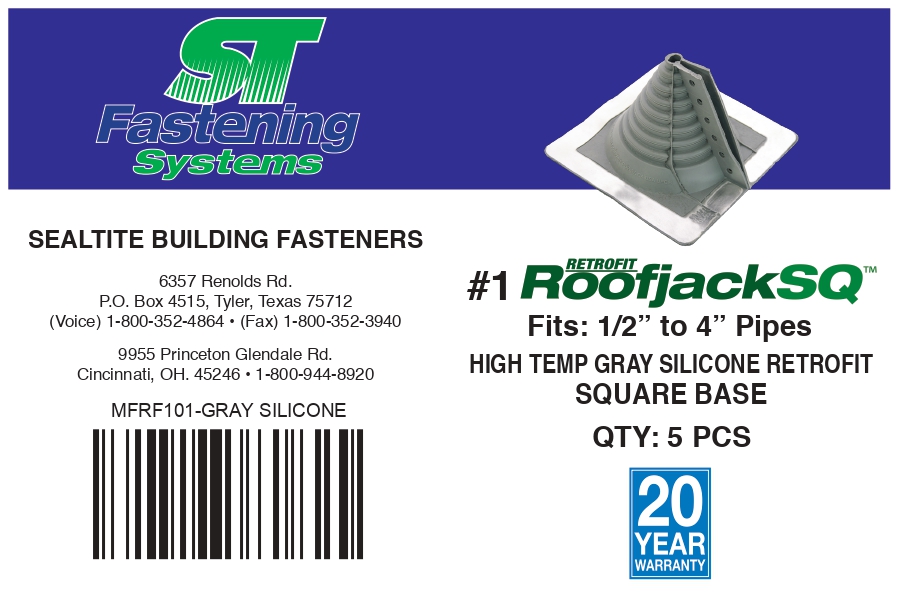 ST
Fastening
Systems
SEALTITE BUILDING FASTENERS
6357 Renolds Rd.
P.O. Box 4515, Tyler, Texas 75712
(Voice) 1-800-352-4864 • (Fax) 1-800-352-3940
9955 Princeton Glendale Rd.
Cincinnati, OH. 45246 • 1-800-944-8920
MFRF101-GRAY SILICONE
RETROFIT
#1 RoofjackSQ™
Fits: 1/2” to 4” Pipes
HIGH TEMP GRAY SILICONE RETROFIT
SQUARE BASE
QTY: 5 PCS
20
YEAR
WARRANTY